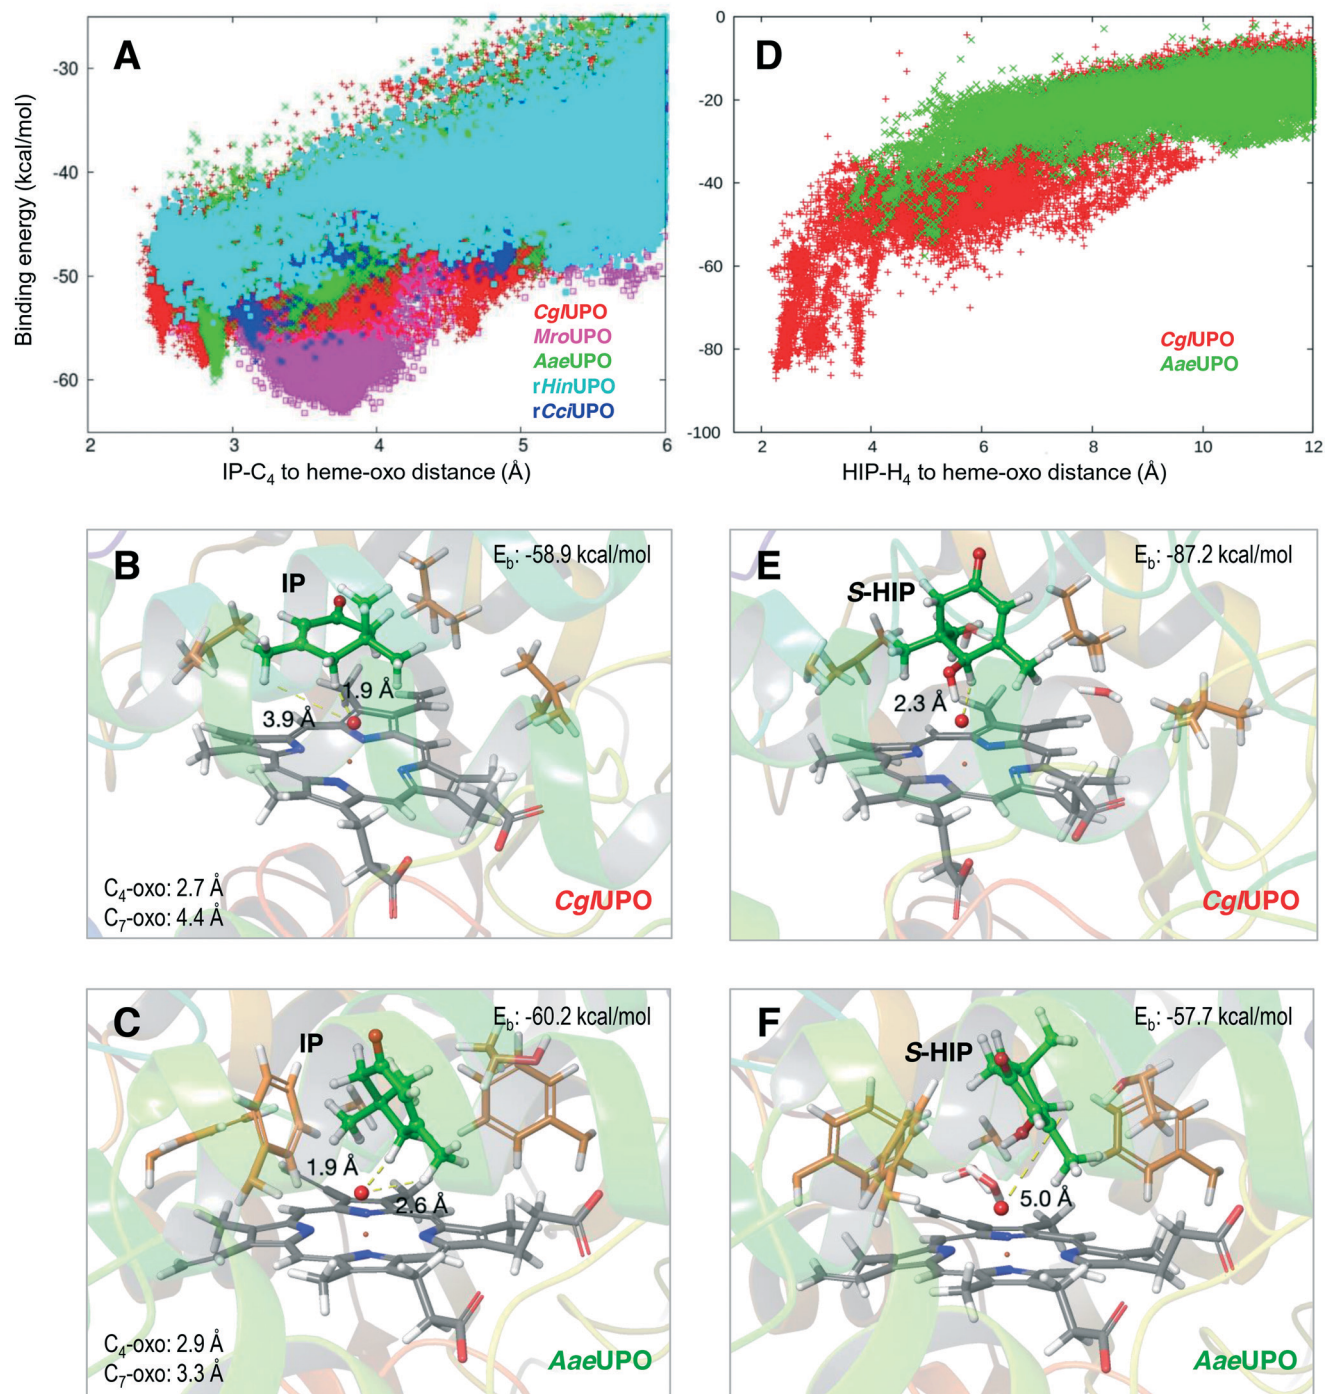 A
Binding energy (kcal/mol)
-30
-40
-50
-60
2
3
4
5
6
IP-C₄ to heme-oxo distance (Å)
CglUPO
MroUPO
AaeUPO
rHinUPO
rCciUPO
D
0
-20
-40
-60
-80
-100
2
4
6
8
10
12
HIP-H₄ to heme-oxo distance (Å)
CglUPO
AaeUPO
B
E_b: -58.9 kcal/mol
IP
1.9 Å
3.9 Å
C₄-oxo: 2.7 Å
C₇-oxo: 4.4 Å
CglUPO
E
E_b: -87.2 kcal/mol
S-HIP
2.3 Å
CglUPO
C
E_b: -60.2 kcal/mol
IP
1.9 Å
2.6 Å
C₄-oxo: 2.9 Å
C₇-oxo: 3.3 Å
AaeUPO
F
E_b: -57.7 kcal/mol
S-HIP
5.0 Å
AaeUPO